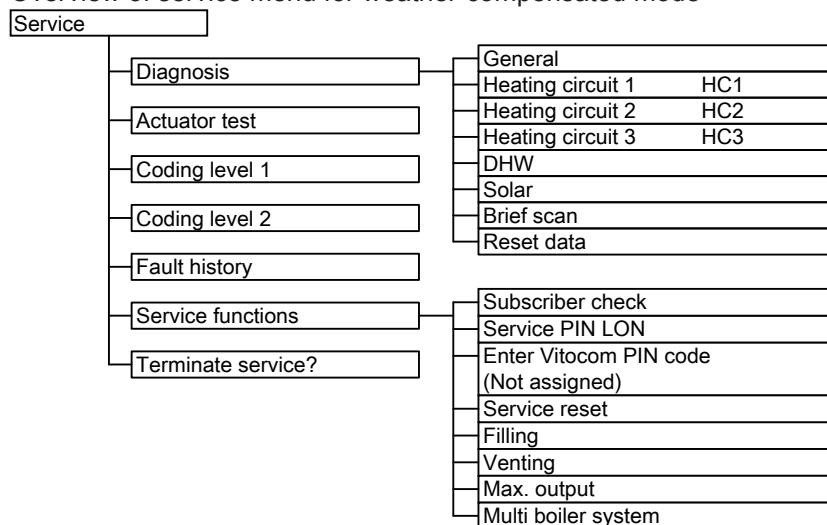 Overview of service menu for weather-compensated mode
Service
Diagnosis
General
Heating circuit 1 HC1
Heating circuit 2 HC2
Heating circuit 3 HC3
DHW
Solar
Brief scan
Reset data
Actuator test
Coding level 1
Coding level 2
Fault history
Service functions
Subscriber check
Service PIN LON
Enter Vitocom PIN code
(Not assigned)
Service reset
Filling
Venting
Max. output
Multi boiler system
Terminate service?